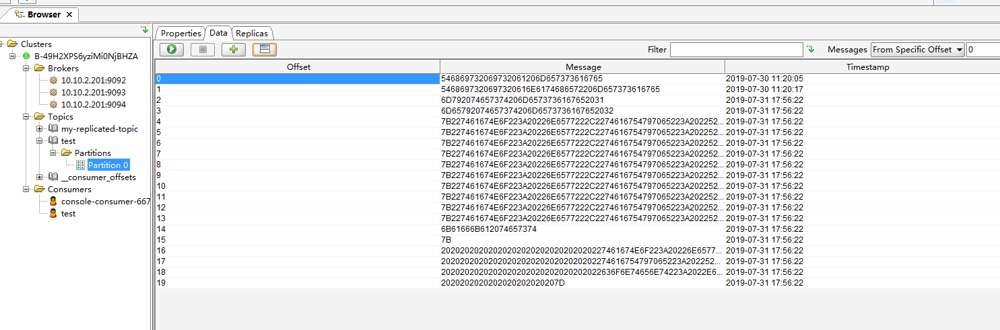 Browser
Clusters
B-49H2XPS6yziMi0NjBHZA
Brokers
10.10.2.201:9092
10.10.2.201:9093
10.10.2.201:9094
Topics
my-replicated-topic
test
Partitions
Partition 0
__consumer_offsets
Consumers
console-consumer-667
test
Properties Data Replicas
Filter Messages From Specific Offset 0
Offset Message Timestamp
0 546869732069732061206D657373616765 2019-07-30 11:20:05
1 5468697320697320616E6174686572206D657373616765 2019-07-30 11:20:17
2 6D792074657374206D6573736167652031 2019-07-31 17:56:22
3 6D65792074657374206D6573736167652032 2019-07-31 17:56:22
4 7B227461674E6F223A20226E6577222C2274616754797065223A202252... 2019-07-31 17:56:22
5 7B227461674E6F223A20226E6577222C2274616754797065223A202252... 2019-07-31 17:56:22
6 7B227461674E6F223A20226E6577222C2274616754797065223A202252... 2019-07-31 17:56:22
7 7B227461674E6F223A20226E6577222C2274616754797065223A202252... 2019-07-31 17:56:22
8 7B227461674E6F223A20226E6577222C2274616754797065223A202252... 2019-07-31 17:56:22
9 7B227461674E6F223A20226E6577222C2274616754797065223A202252... 2019-07-31 17:56:22
10 7B227461674E6F223A20226E6577222C2274616754797065223A202252... 2019-07-31 17:56:22
11 7B227461674E6F223A20226E6577222C2274616754797065223A202252... 2019-07-31 17:56:22
12 7B227461674E6F223A20226E6577222C2274616754797065223A202252... 2019-07-31 17:56:22
13 7B227461674E6F223A20226E6577222C2274616754797065223A202252... 2019-07-31 17:56:22
14 6B61666B612074657374 2019-07-31 17:56:22
15 7B 2019-07-31 17:56:22
16 20202020202020202020202020202020227461674E6F223A20226E6577... 2019-07-31 17:56:22
17 202020202020202020202020202020202274616754797065223A202252... 2019-07-31 17:56:22
18 2020202020202020202020202020202022636F6E74656E74223A2022E6... 2019-07-31 17:56:22
19 2020202020202020202020207D 2019-07-31 17:56:22